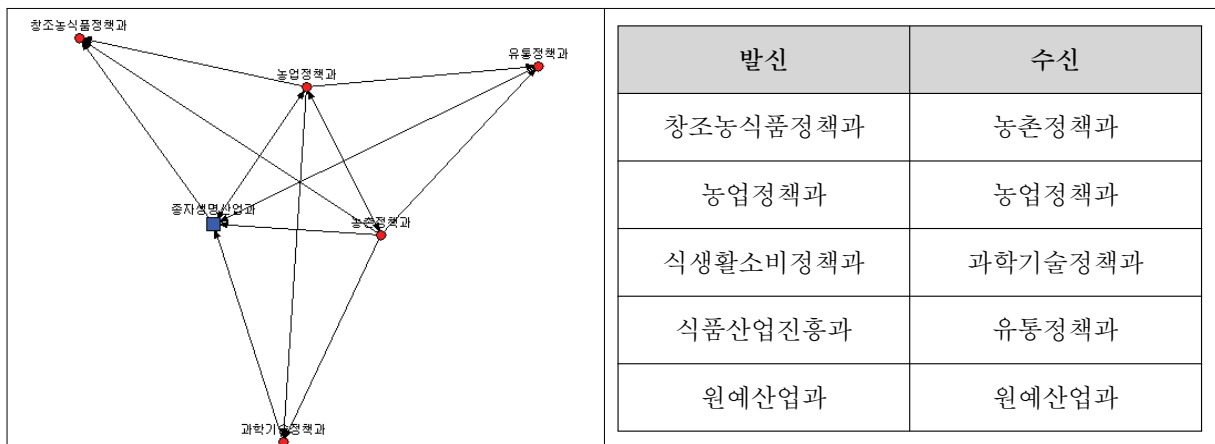 창조농식품정책과
유통정책과
농업정책과
종자생명산업과
농촌정책과
과학기술정책과
발신 수신
창조농식품정책과 농촌정책과
농업정책과 농업정책과
식생활소비정책과 과학기술정책과
식품산업진흥과 유통정책과
원예산업과 원예산업과